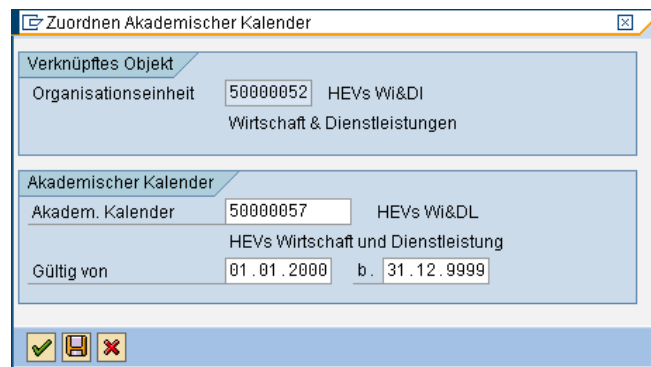 Zuordnen Akademischer Kalender
Verknüpftes Objekt
Organisationseinheit 50000052 HEVs Wi&DI
Wirtschaft & Dienstleistungen
Akademischer Kalender
Akadem. Kalender 50000057 HEVs Wi&DL
HEVs Wirtschaft und Dienstleistung
Gültig von 01.01.2000 b. 31.12.9999